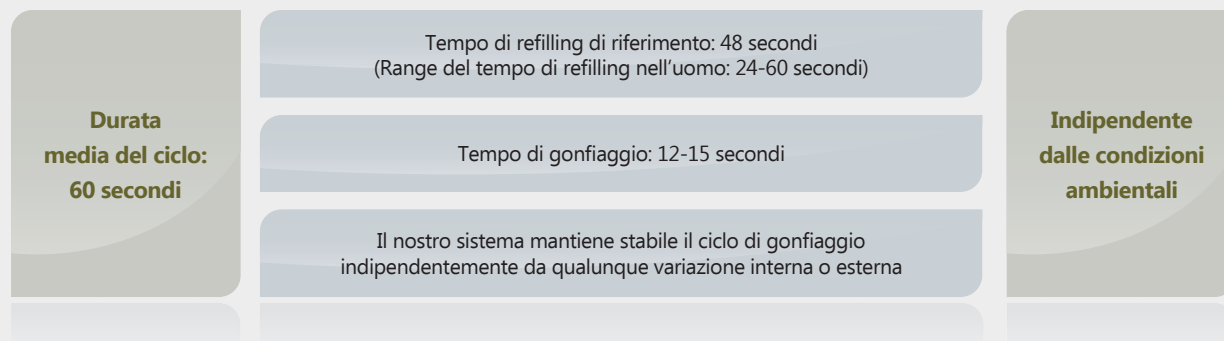 Durata
media del ciclo:
60 secondi
Tempo di refilling di riferimento: 48 secondi
(Range del tempo di refilling nell'uomo: 24-60 secondi)
Tempo di gonfiaggio: 12-15 secondi
Il nostro sistema mantiene stabile il ciclo di gonfiaggio
indipendentemente da qualunque variazione interna o esterna
Indipendente
dalle condizioni
ambientali